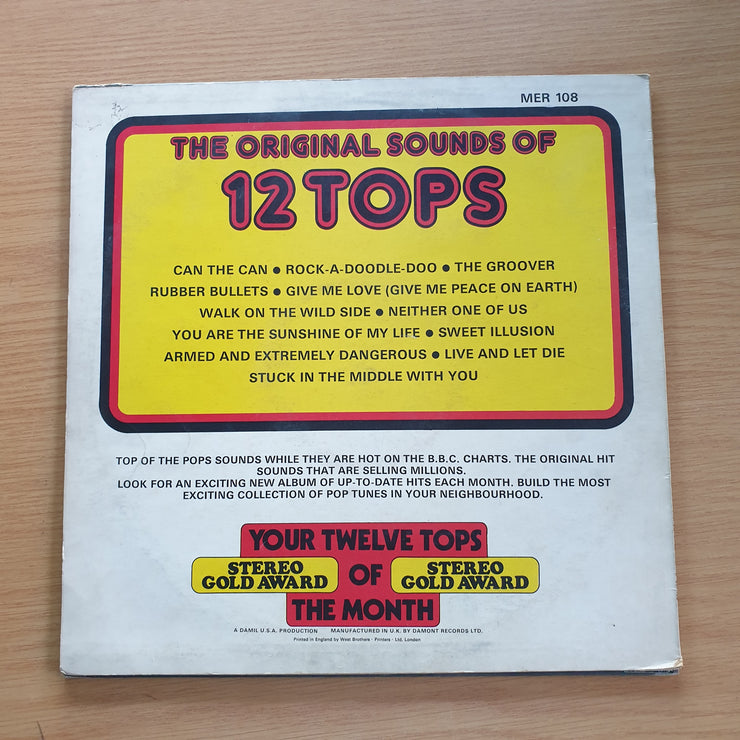 MER 108
THE ORIGINAL SOUNDS OF
12 TOPS
CAN THE CAN ● ROCK-A-DOODLE-DOO ● THE GROOVER
RUBBER BULLETS ● GIVE ME LOVE (GIVE ME PEACE ON EARTH)
WALK ON THE WILD SIDE ● NEITHER ONE OF US
YOU ARE THE SUNSHINE OF MY LIFE ● SWEET ILLUSION
ARMED AND EXTREMELY DANGEROUS ● LIVE AND LET DIE
STUCK IN THE MIDDLE WITH YOU
TOP OF THE POPS SOUNDS WHILE THEY ARE HOT ON THE B.B.C. CHARTS. THE ORIGINAL HIT
SOUNDS THAT ARE SELLING MILLIONS.
LOOK FOR AN EXCITING NEW ALBUM OF UP-TO-DATE HITS EACH MONTH. BUILD THE MOST
EXCITING COLLECTION OF POP TUNES IN YOUR NEIGHBOURHOOD.
YOUR TWELVE TOPS
STEREO GOLD AWARD OF STEREO GOLD AWARD
THE MONTH
A DAMIL U.S.A. PRODUCTION MANUFACTURED IN U.K. BY DAMONT RECORDS LTD.
Printed in England by West Brothers · Printers · Ltd, London